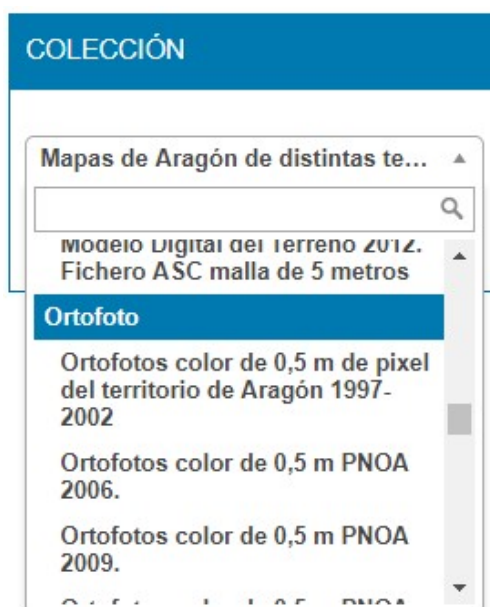 COLECCIÓN
Mapas de Aragón de distintas te...
Modelo Digital del Terreno 2012.
Fichero ASC malla de 5 metros
Ortofoto
Ortofotos color de 0,5 m de pixel
del territorio de Aragón 1997-
2002
Ortofotos color de 0,5 m PNOA
2006.
Ortofotos color de 0,5 m PNOA
2009.